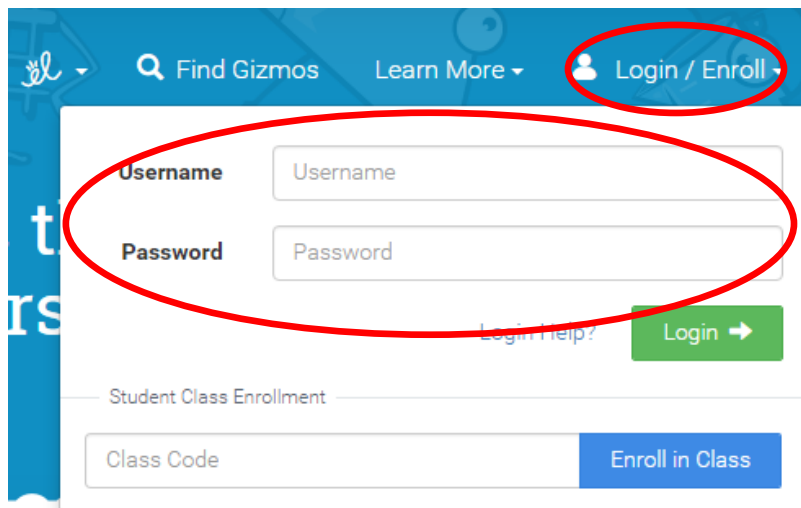 Find Gizmos Learn More Login / Enroll
Username Username
Password Password
Login Help? Login
Student Class Enrollment
Class Code Enroll in Class